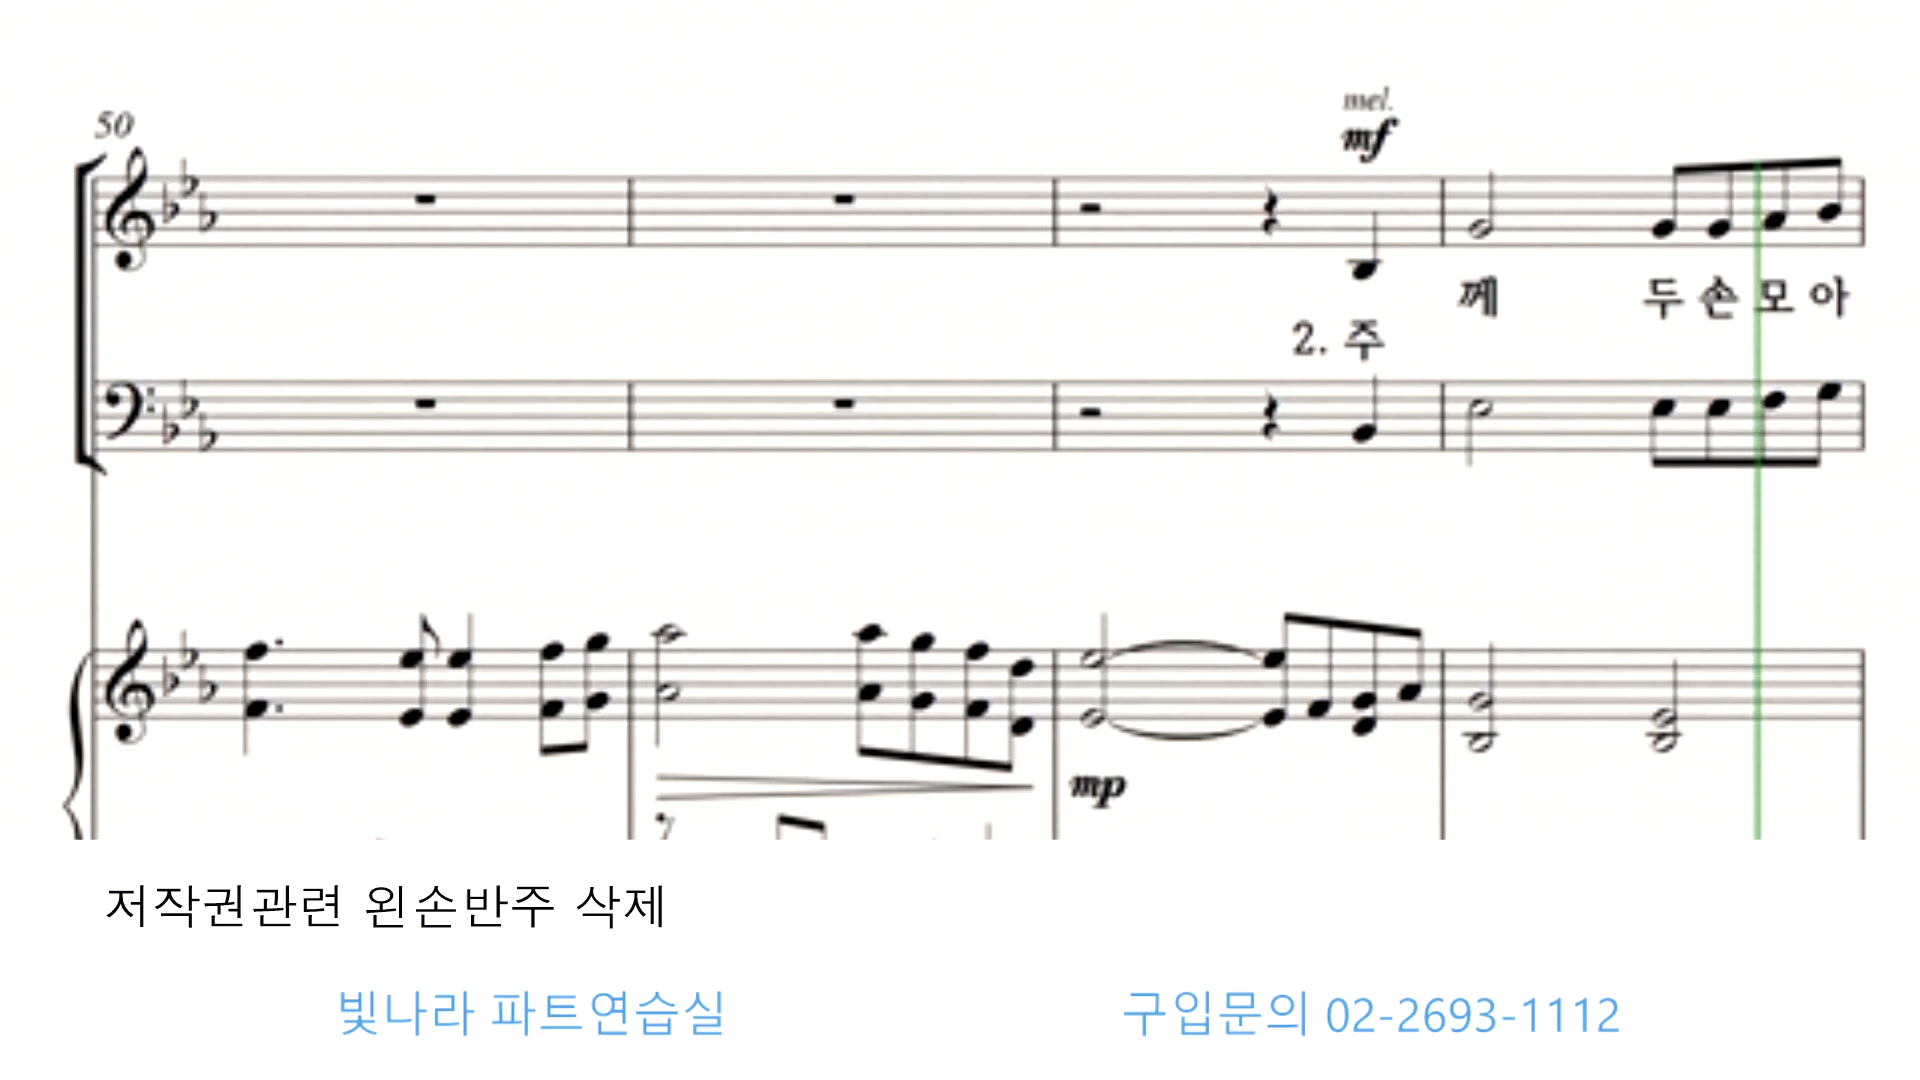 50
mel.
mf
께 두 손 모 아
2. 주
mp
저작권관련 왼손반주 삭제
빛나라 파트연습실
구입문의 02-2693-1112